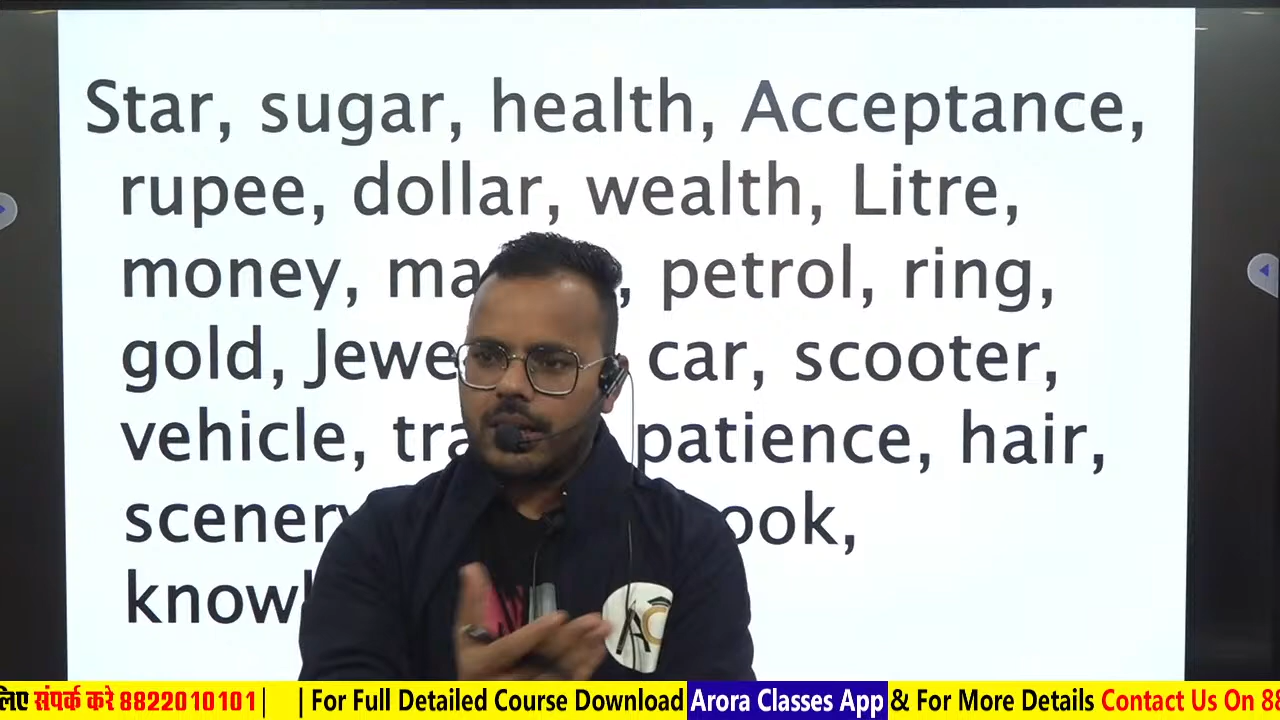 Star, sugar, health, Acceptance,
rupee, dollar, wealth, Litre,
money, petrol, ring,
gold, car, scooter,
vehicle, patience, hair,
लिए संपर्क करे 8822010101 | | For Full Detailed Course Download Arora Classes App & For More Details Contact Us On